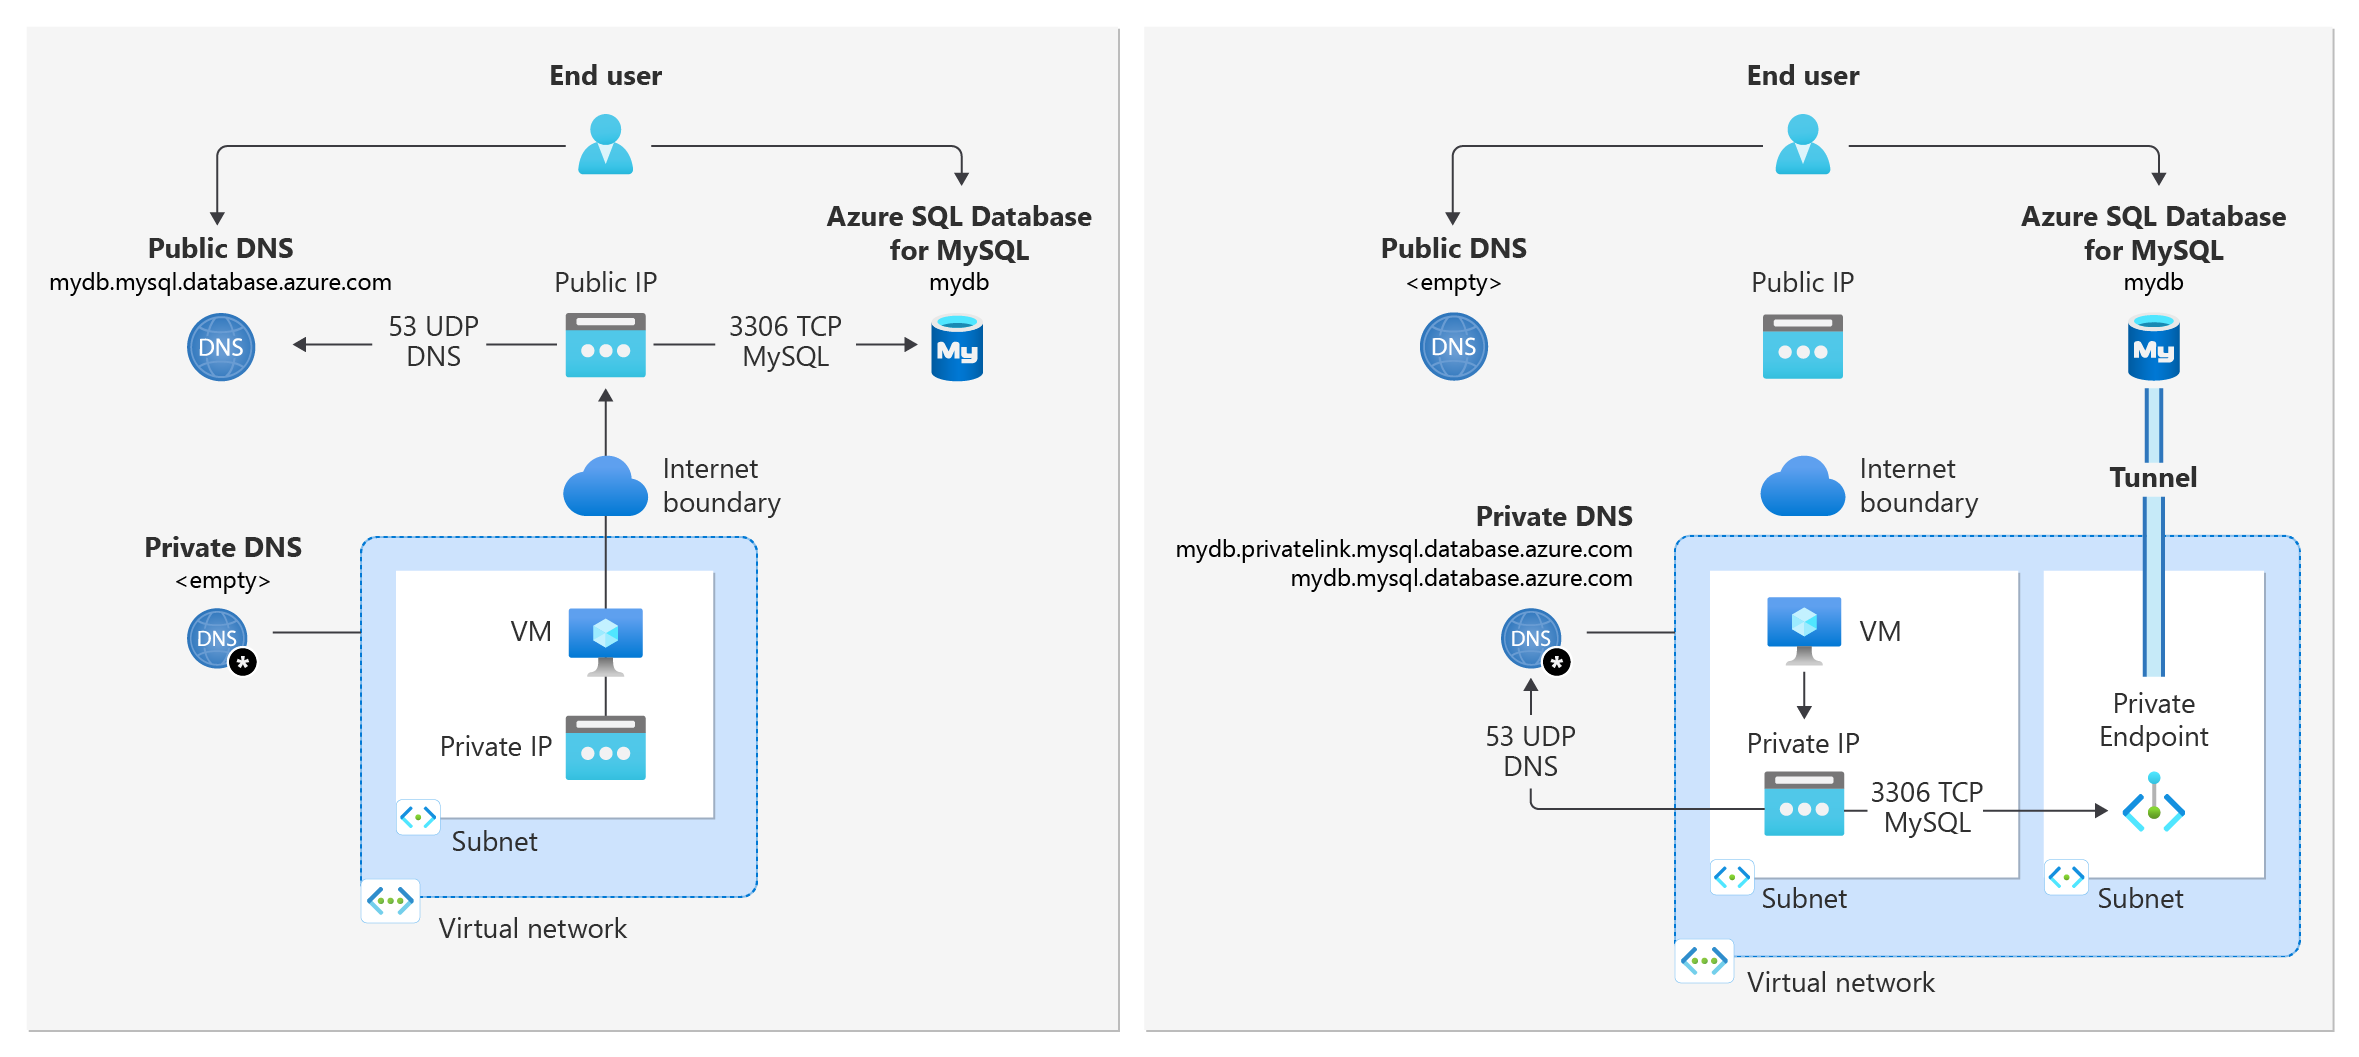 End user
Public DNS
mydb.mysql.database.azure.com
DNS
53 UDP
DNS
Public IP
3306 TCP
MySQL
Azure SQL Database
for MySQL
mydb
My
Internet
boundary
Private DNS
<empty>
DNS
*
VM
Private IP
Subnet
Virtual network
End user
Public DNS
<empty>
DNS
Public IP
Azure SQL Database
for MySQL
mydb
My
Internet
boundary
Tunnel
Private DNS
mydb.privatelink.mysql.database.azure.com
mydb.mysql.database.azure.com
DNS
*
53 UDP
DNS
VM
Private IP
3306 TCP
MySQL
Private
Endpoint
Subnet
Subnet
Virtual network